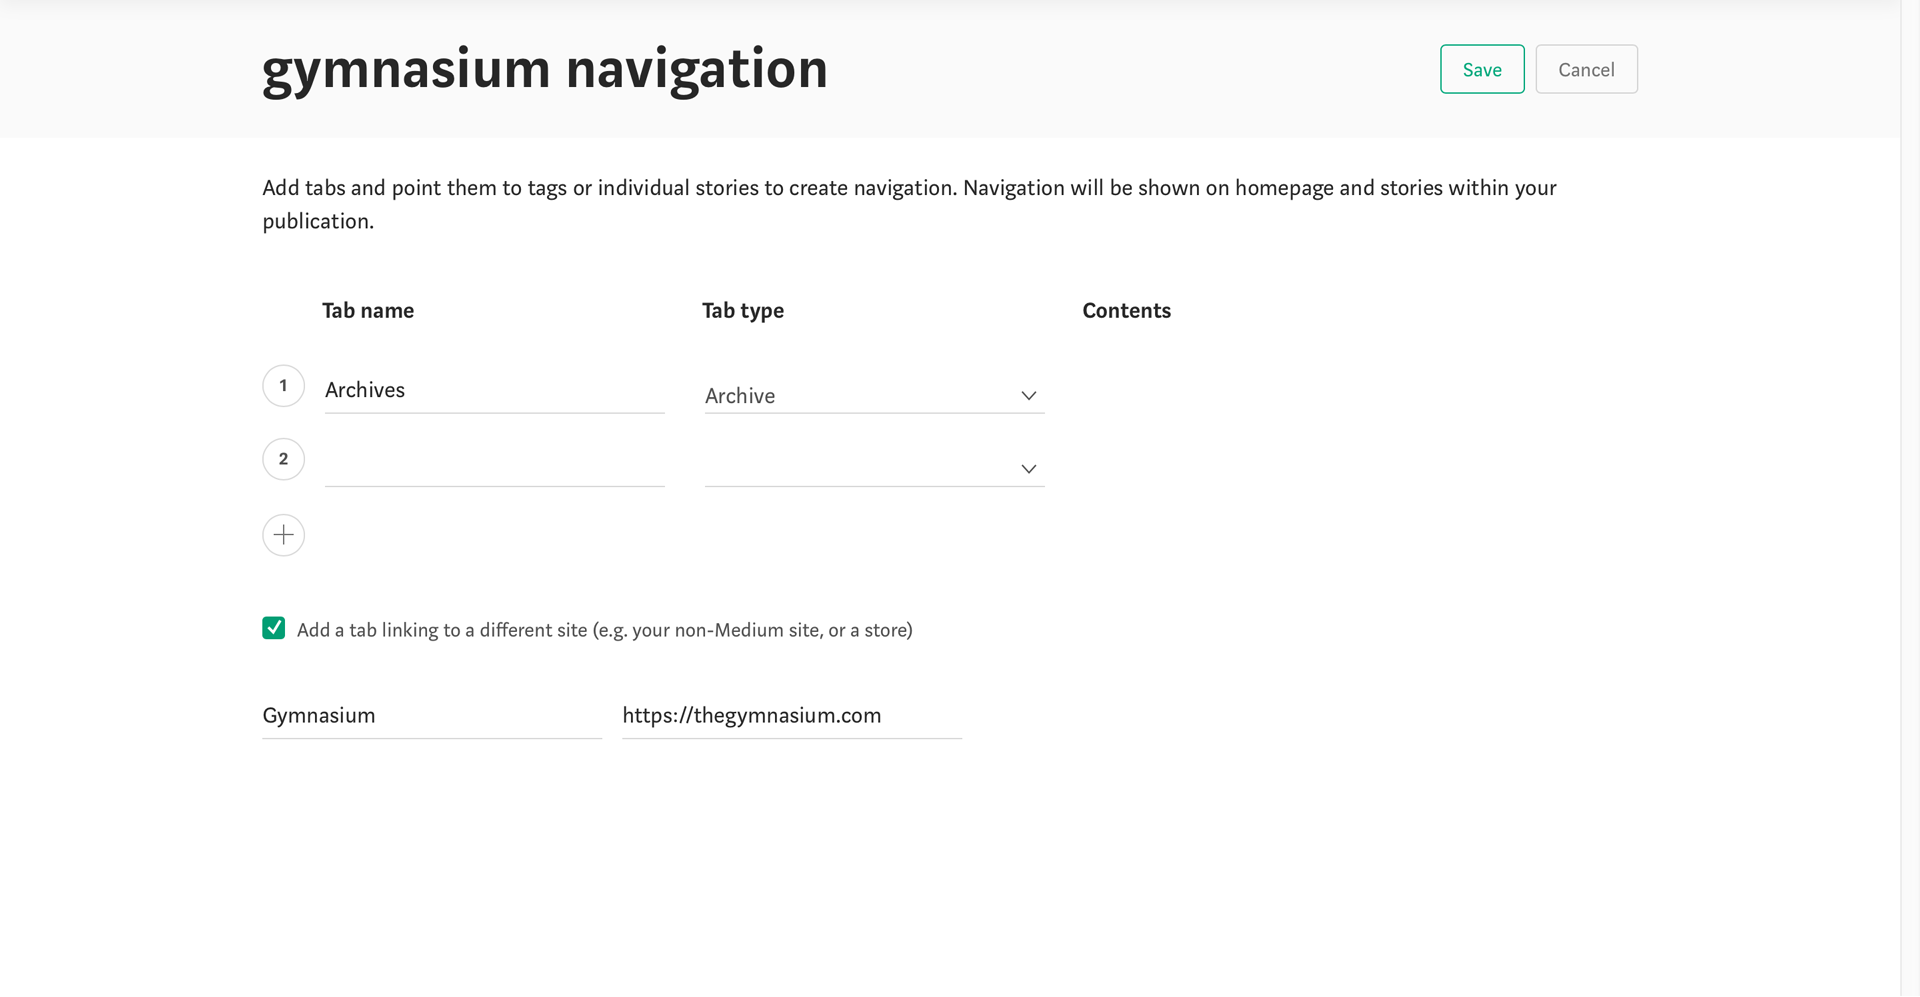 gymnasium navigation
Save
Cancel
Add tabs and point them to tags or individual stories to create navigation. Navigation will be shown on homepage and stories within your
publication.
Tab name
Tab type
Contents
1
Archives
Archive
2
Add a tab linking to a different site (e.g. your non-Medium site, or a store)
Gymnasium
https://thegymnasium.com